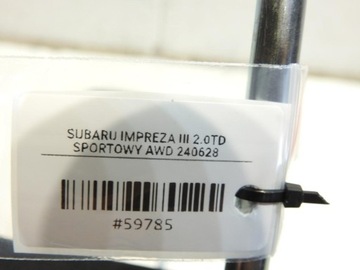 SUBARU IMPREZA III 2.0TD
SPORTOWY AWD 240628
#59785